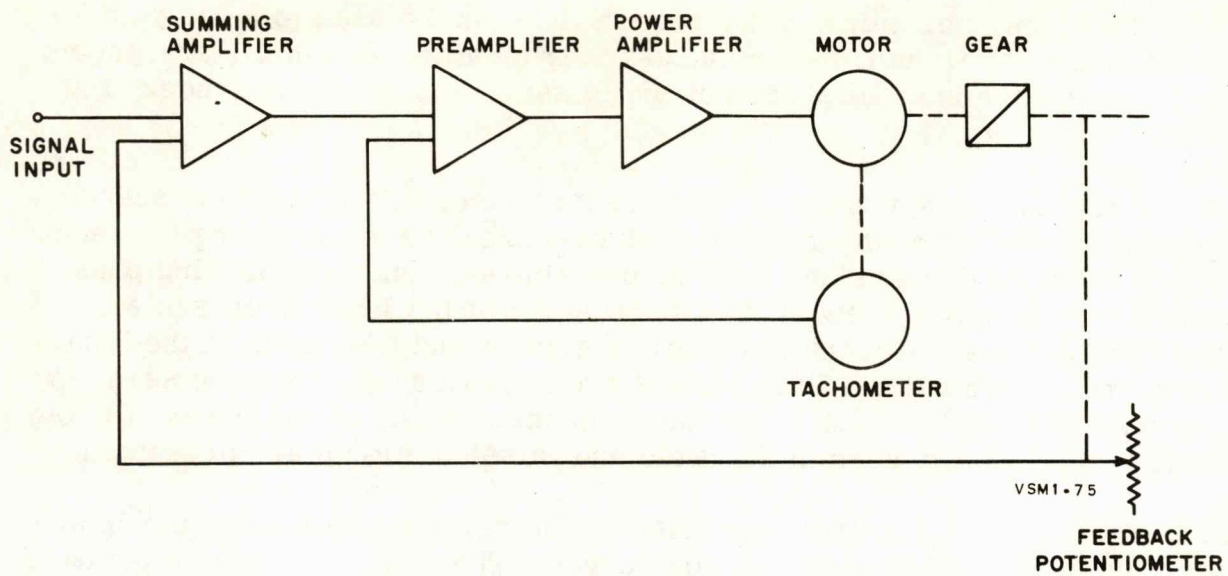 SUMMING
AMPLIFIER
PREAMPLIFIER
POWER
AMPLIFIER
MOTOR
GEAR
SIGNAL
INPUT
TACHOMETER
VSM1-75
FEEDBACK
POTENTIOMETER